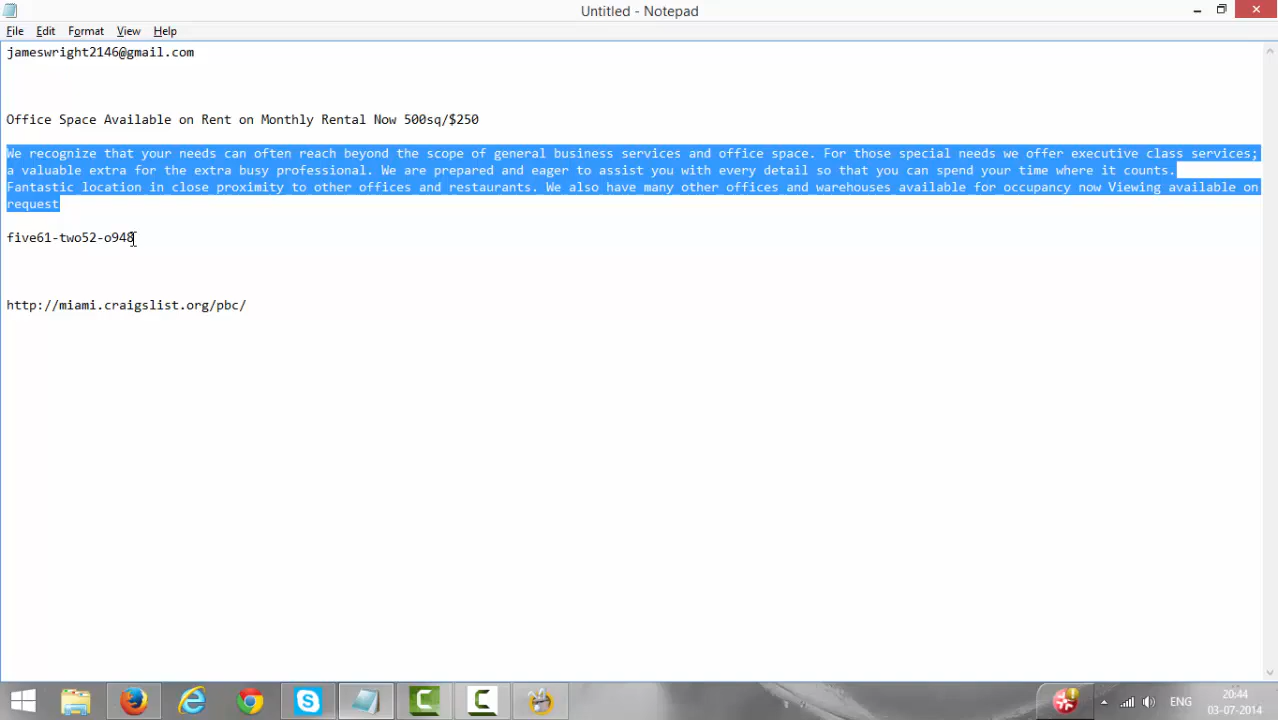 Untitled - Notepad
File Edit Format View Help
jameswright2146@gmail.com
Office Space Available on Rent on Monthly Rental Now 500sq/$250
We recognize that your needs can often reach beyond the scope of general business services and office space. For those special needs we offer executive class services;
a valuable extra for the extra busy professional. We are prepared and eager to assist you with every detail so that you can spend your time where it counts.
Fantastic location in close proximity to other offices and restaurants. We also have many other offices and warehouses available for occupancy now Viewing available on
request
five61-two52-o948
http://miami.craigslist.org/pbc/
ENG
20:44
03-07-2014